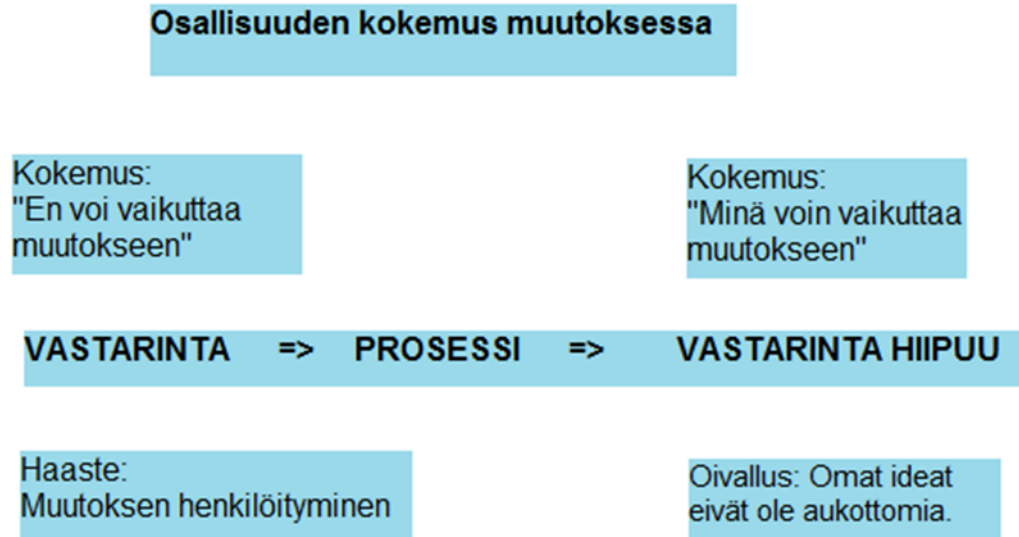 Osallisuuden kokemus muutoksessa
Kokemus:
"En voi vaikuttaa
muutokseen"
Kokemus:
"Minä voin vaikuttaa
muutokseen"
VASTARINTA => PROSESSI => VASTARINTA HIIPUU
Haaste:
Muutoksen henkilöityminen
Oivallus: Omat ideat
eivät ole aukottomia.